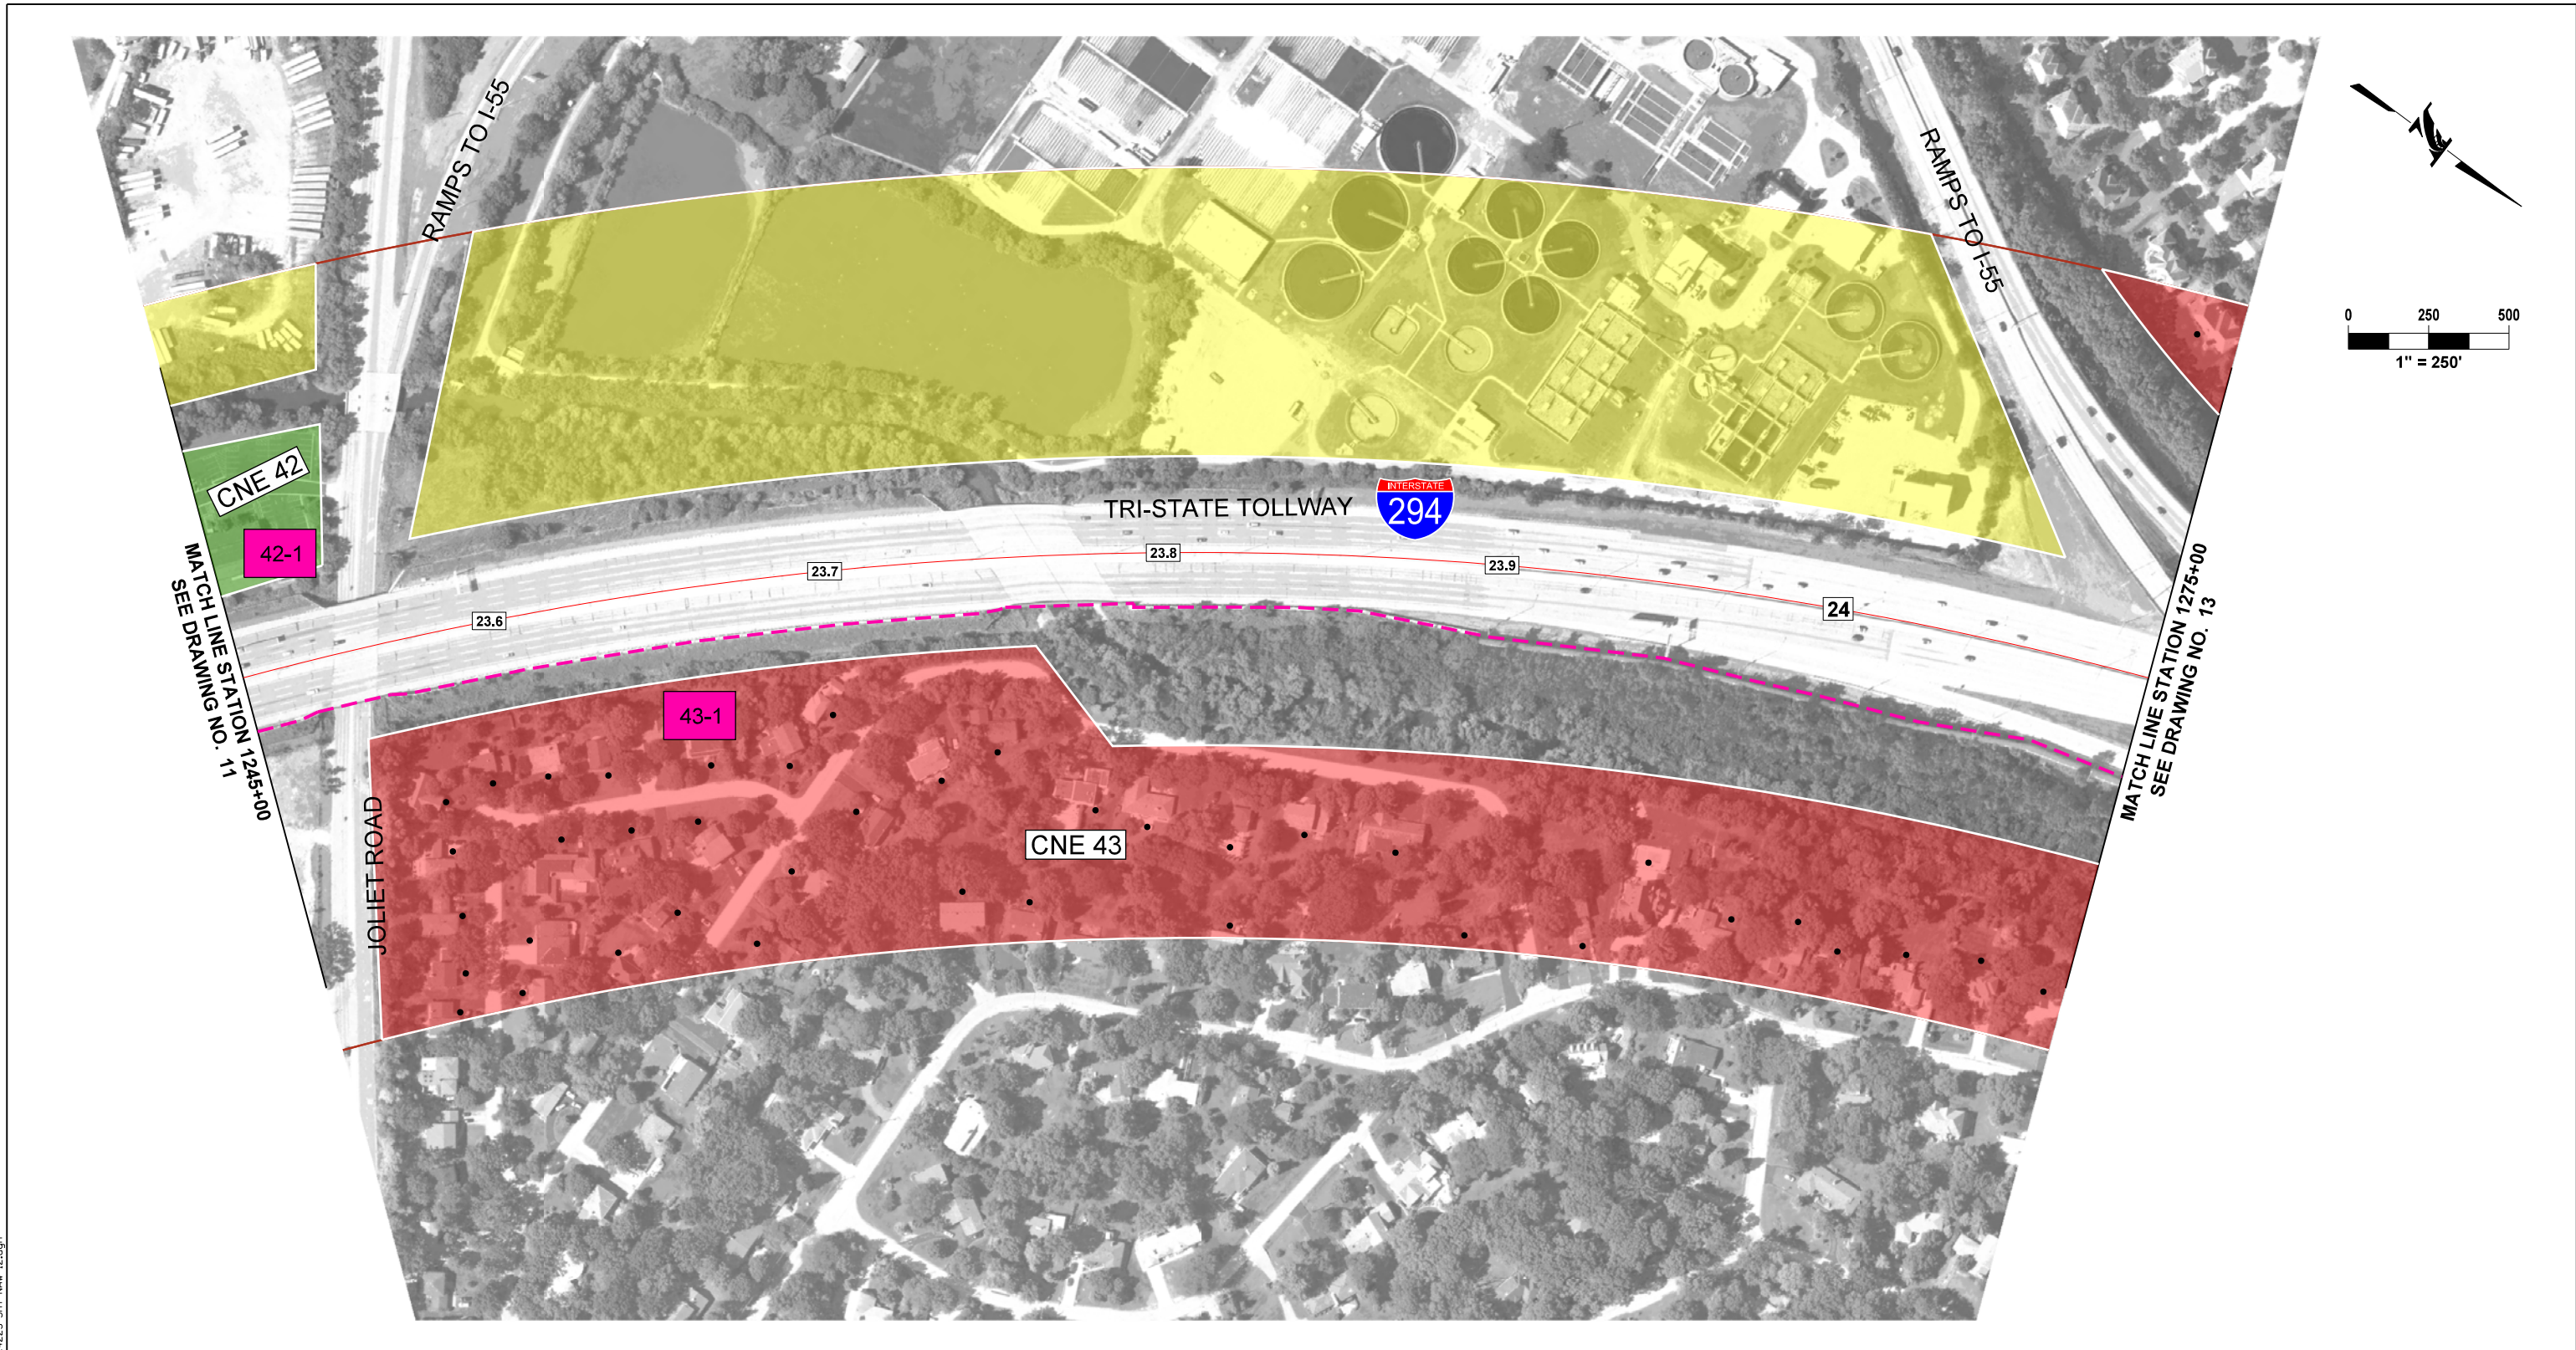 RAMPS TO I-55
RAMPS TO I-55
0 250 500
1" = 250'
CNE 42
42-1
TRI-STATE TOLLWAY
INTERSTATE
294
23.6
23.7
23.8
23.9
24
MATCH LINE STATION 1245+00
SEE DRAWING NO. 11
MATCH LINE STATION 1275+00
SEE DRAWING NO. 13
43-1
CNE 43
JOLIET ROAD